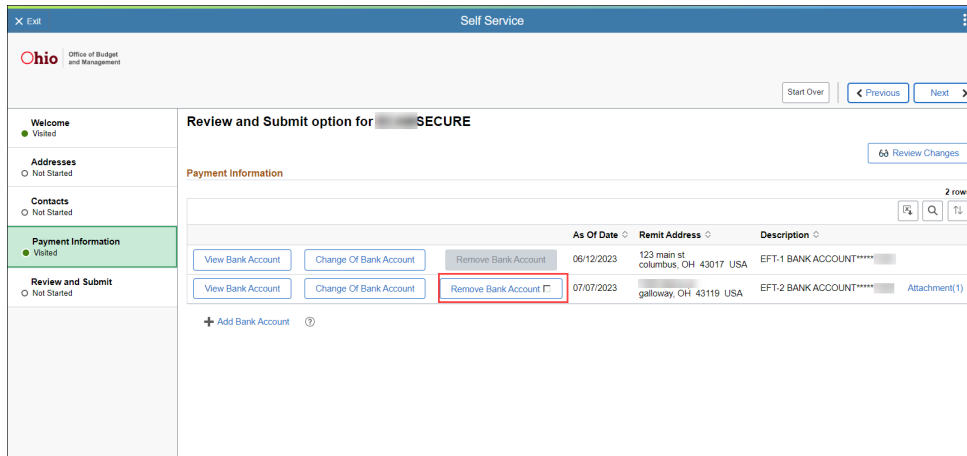 Exit
Self Service
Ohio Office of Budget
and Management
Start Over
Previous
Next
Welcome
Visited
Addresses
Not Started
Contacts
Not Started
Payment Information
Visited
Review and Submit
Not Started
Review and Submit option for SECURE
Review Changes
Payment Information
2 rows
As Of Date Remit Address Description
View Bank Account Change Of Bank Account Remove Bank Account 06/12/2023 123 main st
columbus, OH 43017 USA EFT-1 BANK ACCOUNT*****
View Bank Account Change Of Bank Account Remove Bank Account 07/07/2023
galloway, OH 43119 USA EFT-2 BANK ACCOUNT***** Attachment(1)
+ Add Bank Account ?